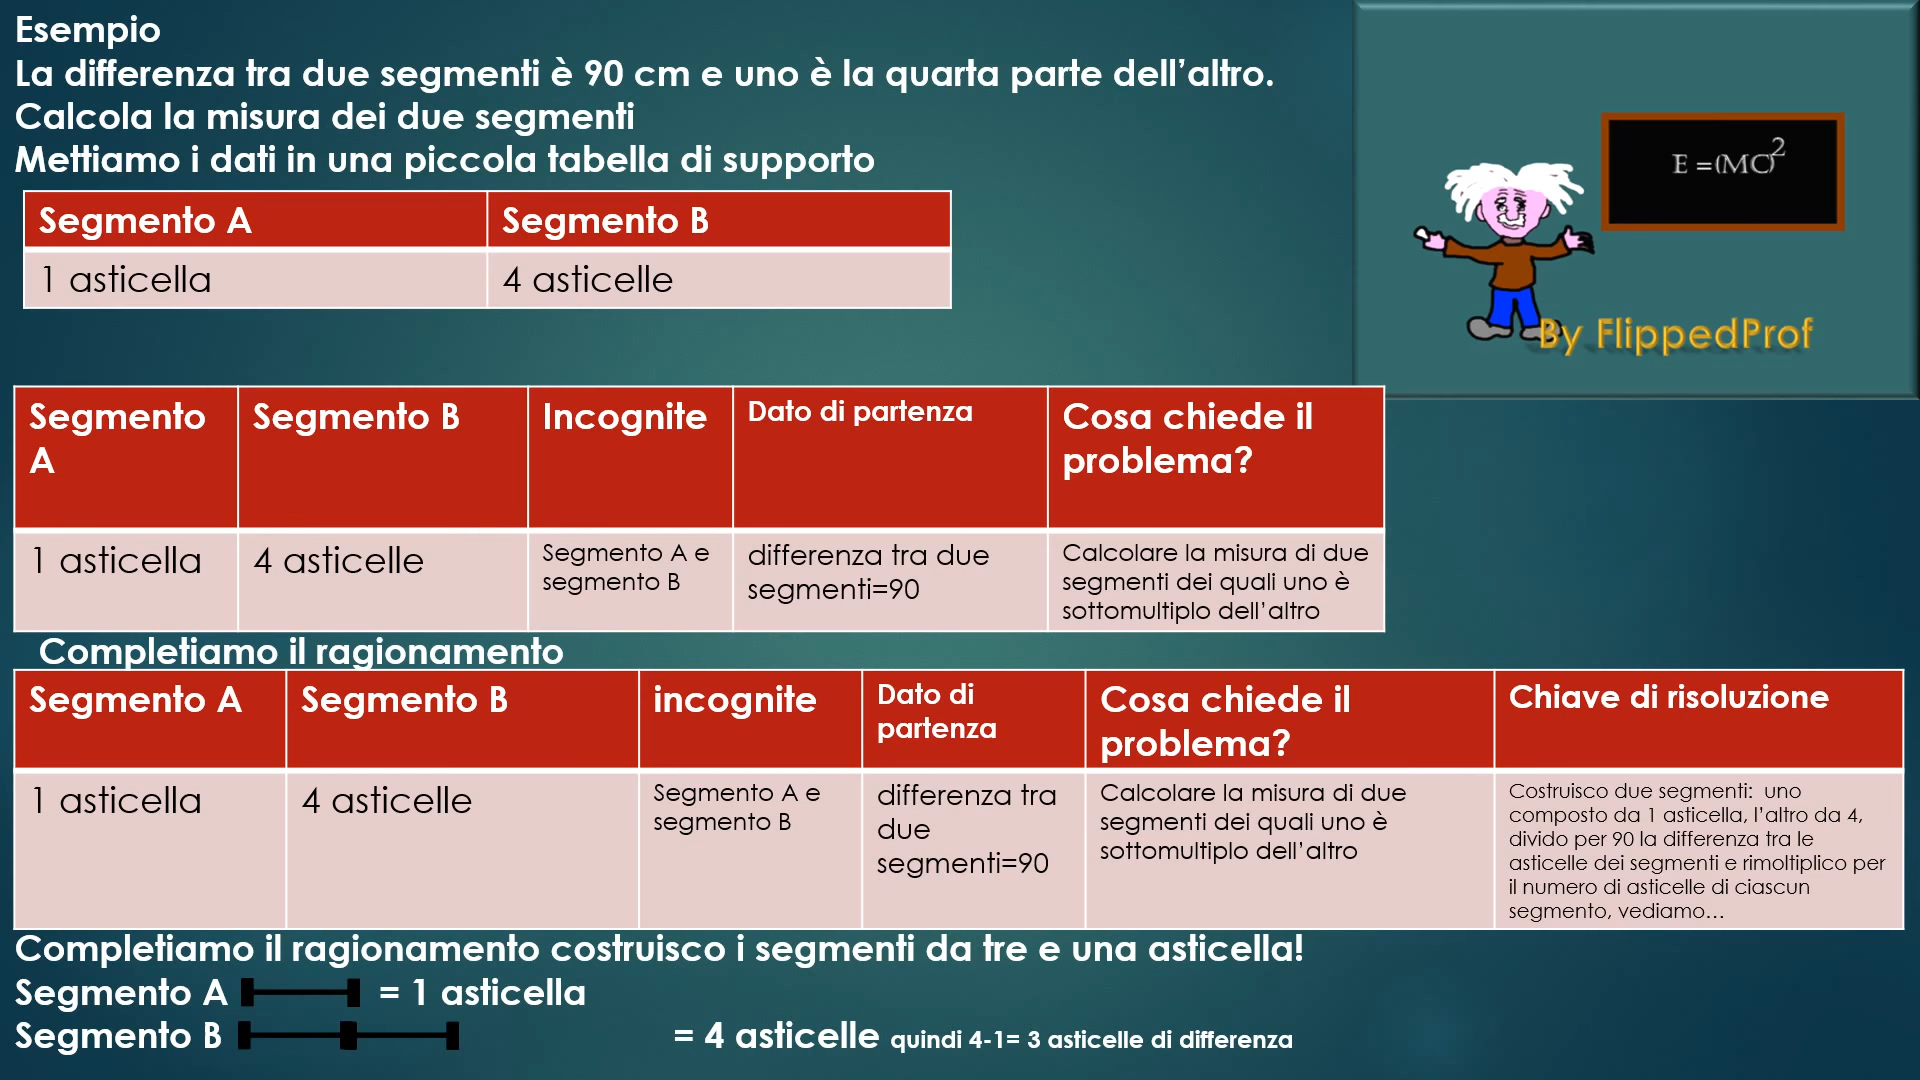 Esempio
La differenza tra due segmenti è 90 cm e uno è la quarta parte dell’altro.
Calcola la misura dei due segmenti
Mettiamo i dati in una piccola tabella di supporto
E =(MC)2
By FlippedProf
Segmento A
Segmento B
1 asticella
4 asticelle
Segmento
A
Segmento B
Incognite
Dato di partenza
Cosa chiede il
problema?
1 asticella
4 asticelle
Segmento A e
segmento B
differenza tra due
segmenti=90
Calcolare la misura di due
segmenti dei quali uno è
sottomultiplo dell’altro
Completiamo il ragionamento
Segmento A
Segmento B
incognite
Dato di
partenza
Cosa chiede il
problema?
Chiave di risoluzione
1 asticella
4 asticelle
Segmento A e
segmento B
differenza tra
due
segmenti=90
Calcolare la misura di due
segmenti dei quali uno è
sottomultiplo dell’altro
Costruisco due segmenti:  uno
composto da 1 asticella, l’altro da 4,
divido per 90 la differenza tra le
asticelle dei segmenti e rimoltiplico per
il numero di asticelle di ciascun
segmento, vediamo…
Completiamo il ragionamento costruisco i segmenti da tre e una asticella!
Segmento A = 1 asticella
Segmento B = 4 asticelle quindi 4-1= 3 asticelle di differenza